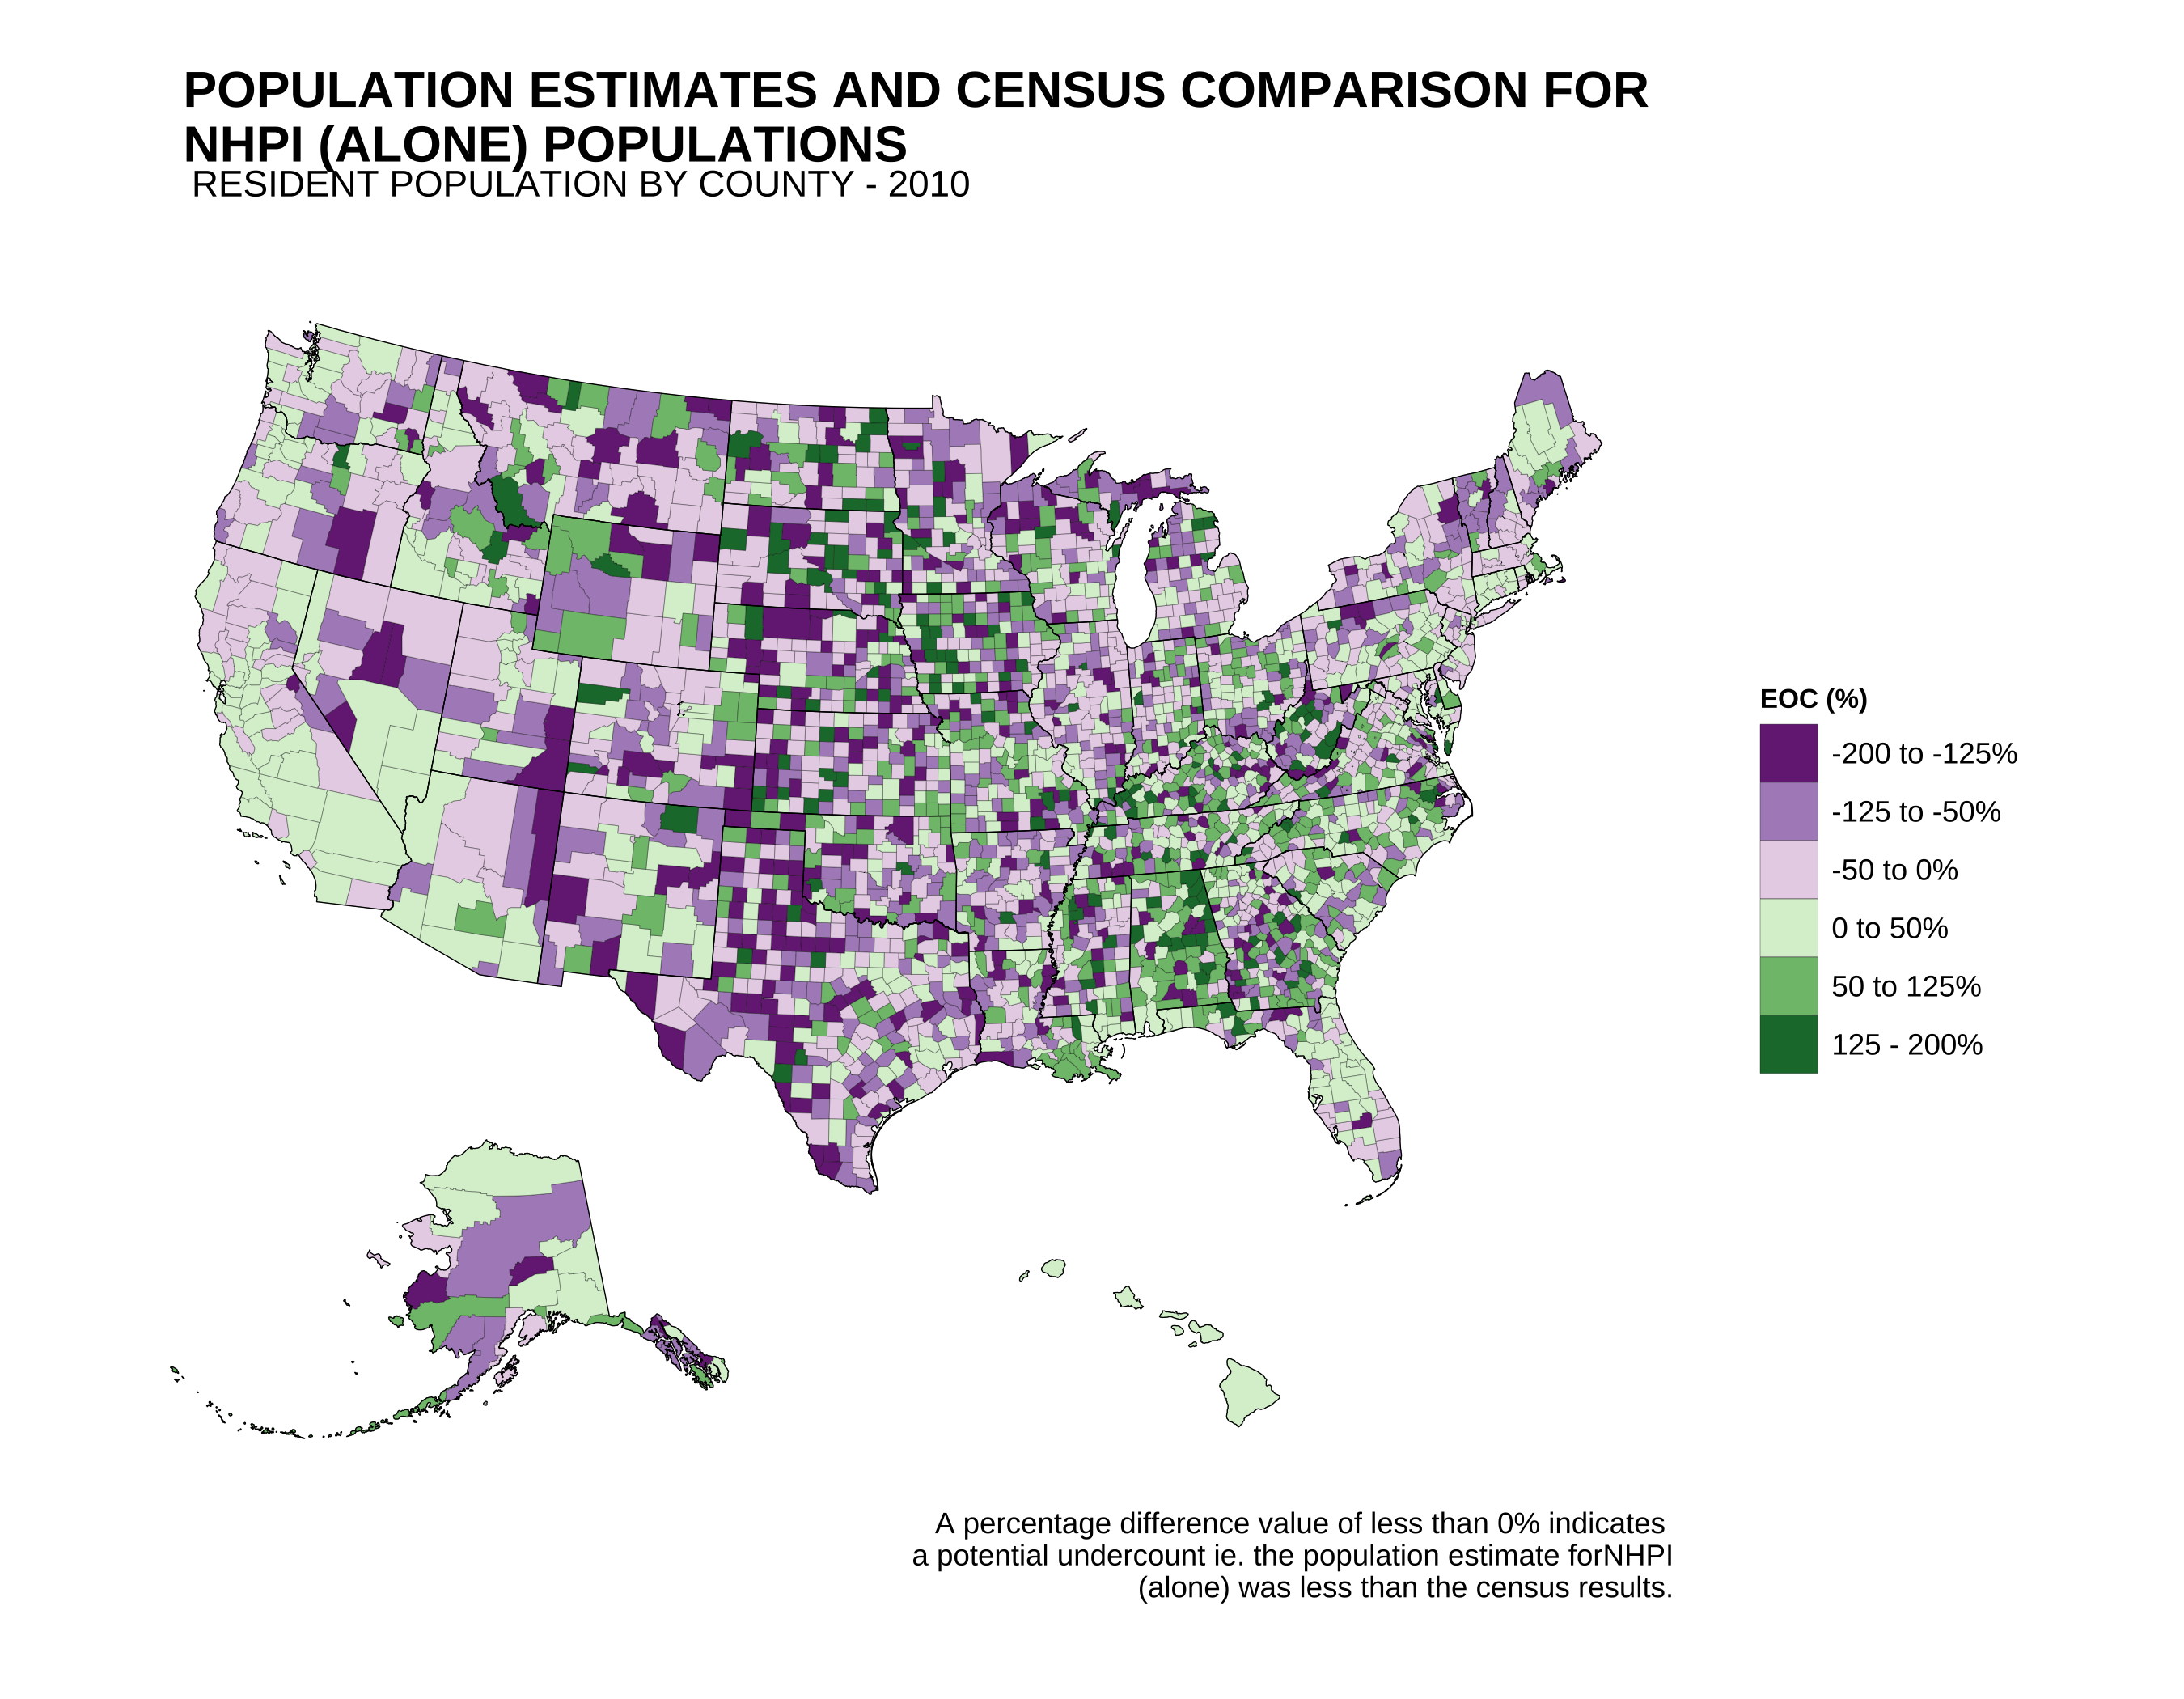 POPULATION ESTIMATES AND CENSUS COMPARISON FOR
NHPI (ALONE) POPULATIONS
RESIDENT POPULATION BY COUNTY - 2010
EOC (%)
-200 to -125%
-125 to -50%
-50 to 0%
0 to 50%
50 to 125%
125 - 200%
A percentage difference value of less than 0% indicates
a potential undercount ie. the population estimate forNHPI
(alone) was less than the census results.